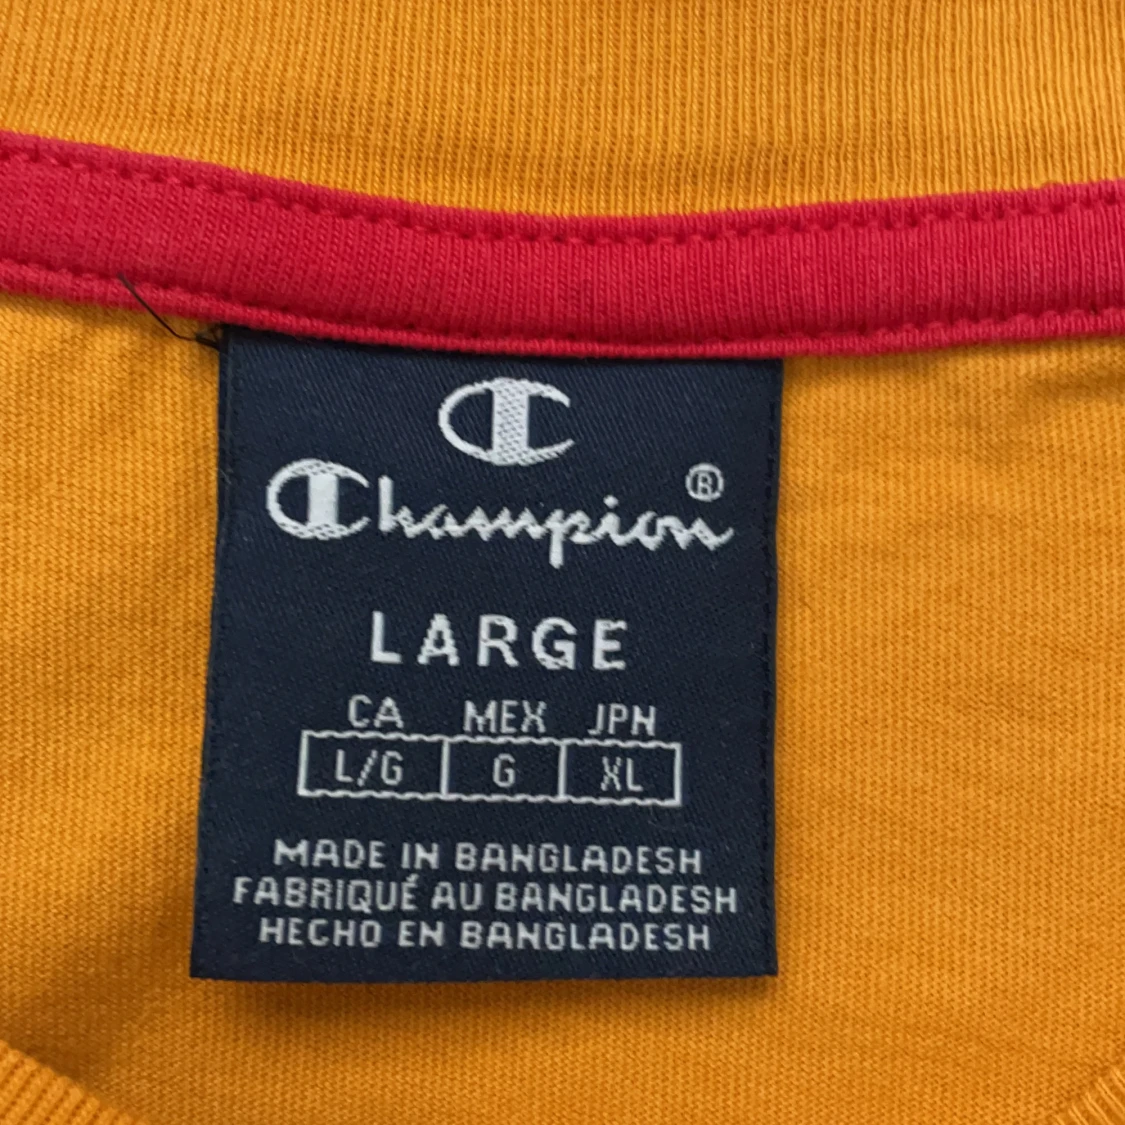 C
Champion®
LARGE
CA MEX JPN
L/G G XL
MADE IN BANGLADESH
FABRIQUÉ AU BANGLADESH
HECHO EN BANGLADESH